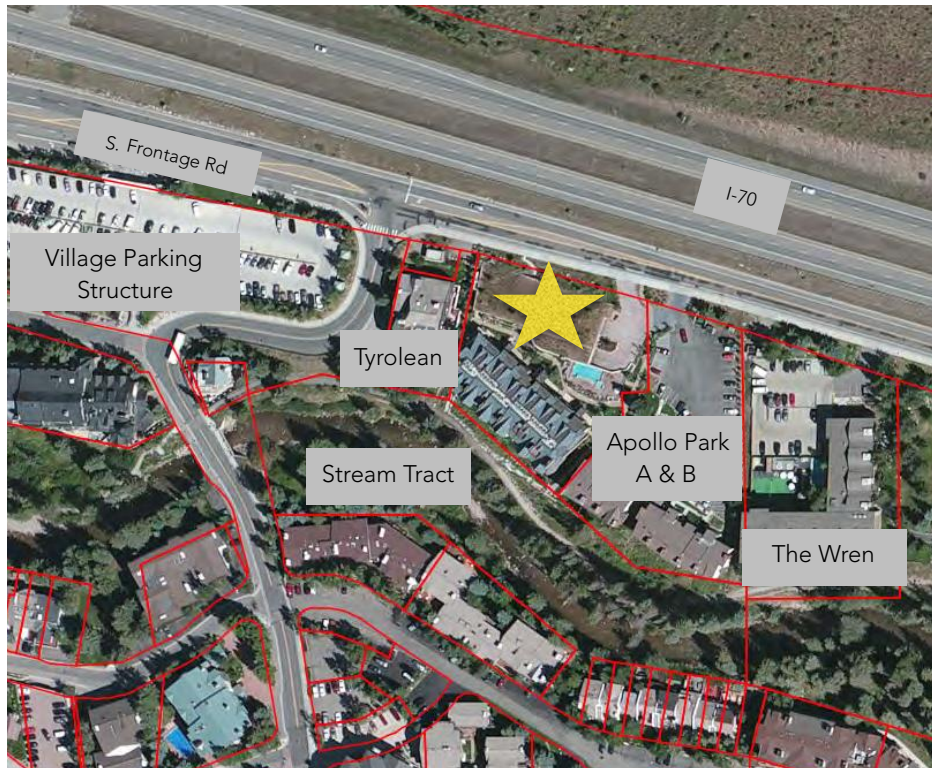 S. Frontage Rd
I-70
Village Parking
Structure
Tyrolean
Apollo Park
A & B
Stream Tract
The Wren